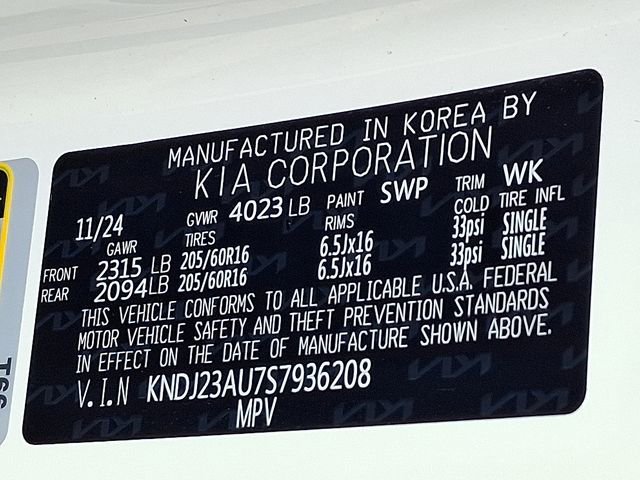 MANUFACTURED IN KOREA BY
KIA CORPORATION
11/24 GVWR 4023 LB PAINT SWP TRIM WK
GAWR TIRES RIMS COLD TIRE INFL
FRONT 2315 LB 205/60R16 6.5Jx16 33psi SINGLE
REAR 2094 LB 205/60R16 6.5Jx16 33psi SINGLE
THIS VEHICLE CONFORMS TO ALL APPLICABLE U.S.A. FEDERAL
MOTOR VEHICLE SAFETY AND THEFT PREVENTION STANDARDS
IN EFFECT ON THE DATE OF MANUFACTURE SHOWN ABOVE.
V.I.N KNDJ23AU7S7936208
MPV